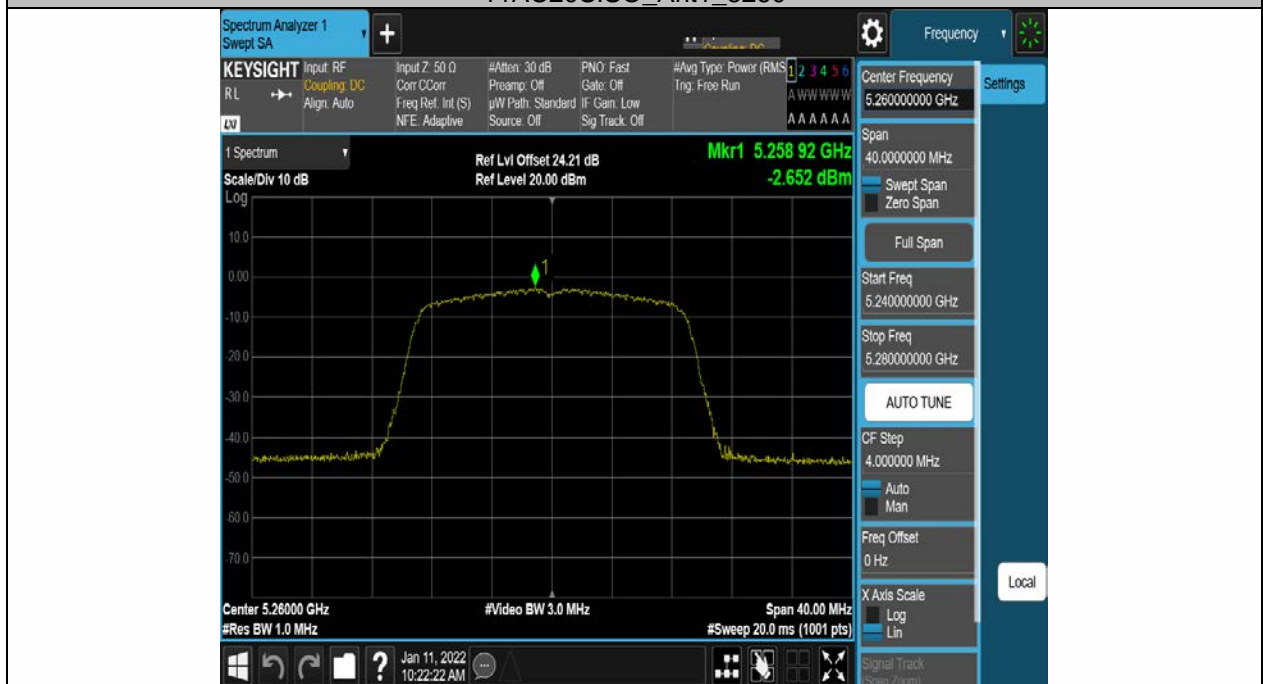 11AC20SISO_Ant1_5260
Spectrum Analyzer 1
Swept SA
+
Frequency
KEYSIGHT
RL
LXI
Input: RF
Coupling: DC
Align: Auto
Input Z: 50 Ω
Corr CCorr
Freq Ref: Int (S)
NFE: Adaptive
#Atten: 30 dB
Preamp: Off
µW Path: Standard
Source: Off
PNO: Fast
Gate: Off
IF Gain: Low
Sig Track: Off
#Avg Type: Power (RMS
Trig: Free Run
1 2 3 4 5 6
A W W W W W
A A A A A A
Center Frequency
5.260000000 GHz
Settings
1 Spectrum
Scale/Div 10 dB
Log
Ref Lvl Offset 24.21 dB
Ref Level 20.00 dBm
Mkr1 5.258 92 GHz
-2.652 dBm
10.0
0.00
-10.0
-20.0
-30.0
-40.0
-50.0
-60.0
-70.0
1
Span
40.0000000 MHz
Swept Span
Zero Span
Full Span
Start Freq
5.240000000 GHz
Stop Freq
5.280000000 GHz
AUTO TUNE
CF Step
4.000000 MHz
Auto
Man
Freq Offset
0 Hz
X Axis Scale
Log
Lin
Signal Track
(Span Zoom)
Local
Center 5.26000 GHz
#Res BW 1.0 MHz
#Video BW 3.0 MHz
Span 40.00 MHz
#Sweep 20.0 ms (1001 pts)
?
Jan 11, 2022
10:22:22 AM